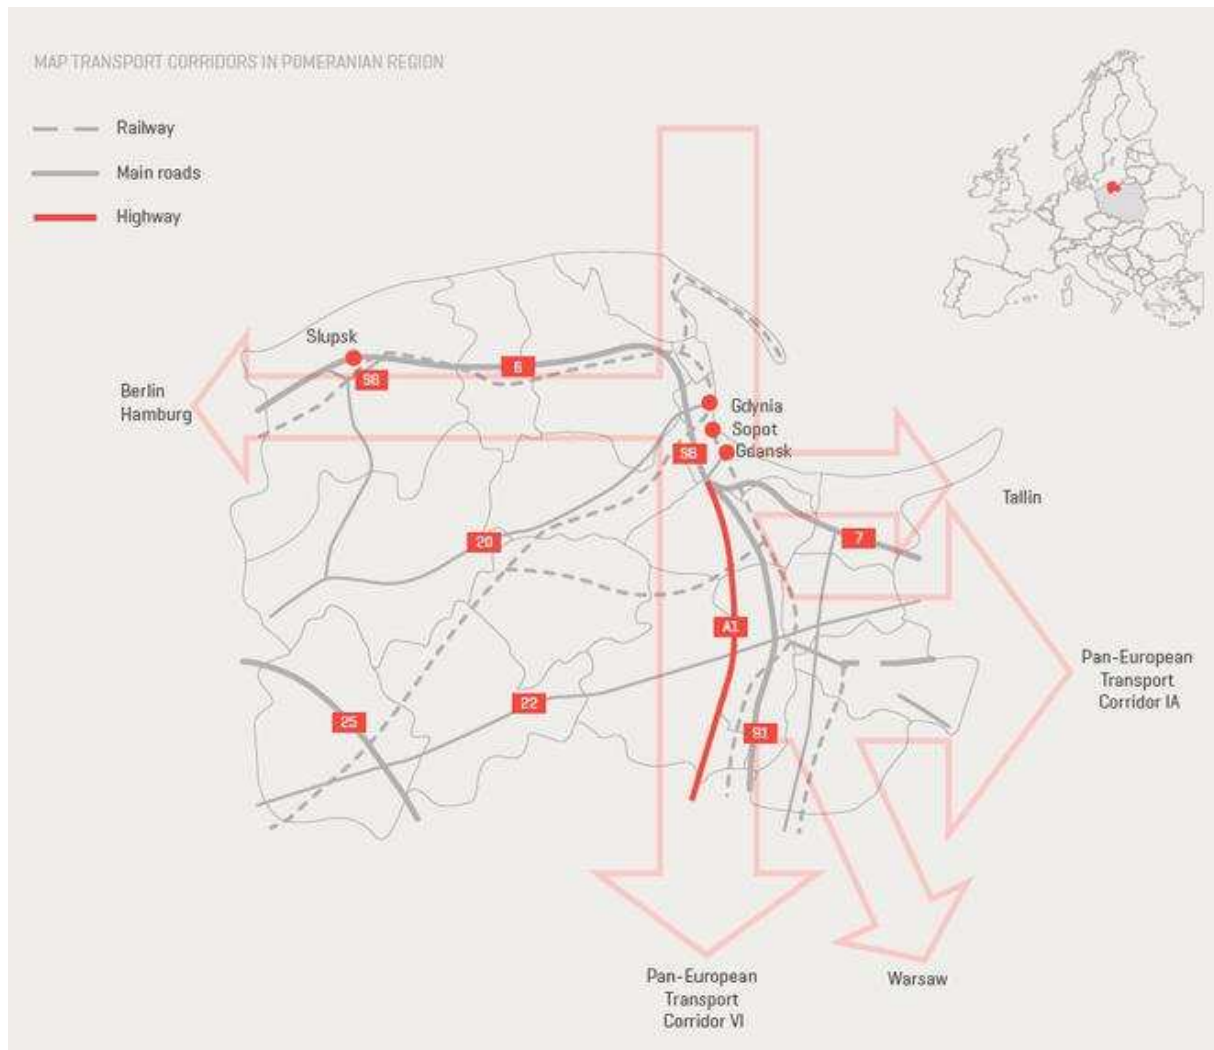 MAP TRANSPORT CORRIDORS IN POMERANIAN REGION
Railway
Main roads
Highway
Slupsk
6
S6
Berlin
Hamburg
Gdynia
Sopot
S6
Gdansk
Tallin
20
7
A1
Pan-European
Transport
Corridor IA
22
25
91
Pan-European
Transport
Corridor VI
Warsaw